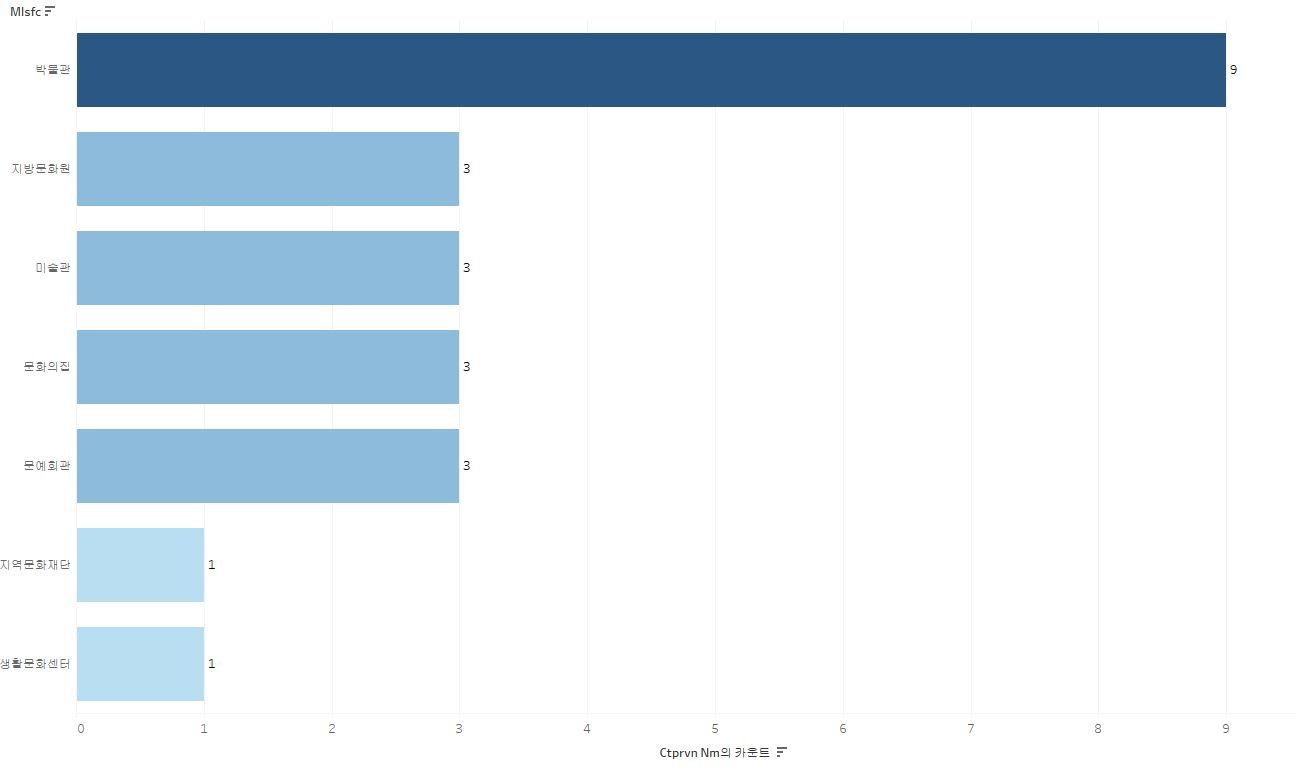 Mlsfc
박물관
9
지방문화원
3
미술관
3
문화의집
3
문예회관
3
지역문화재단
1
생활문화센터
1
0 1 2 3 4 5 6 7 8 9
Ctprvn Nm의 카운트